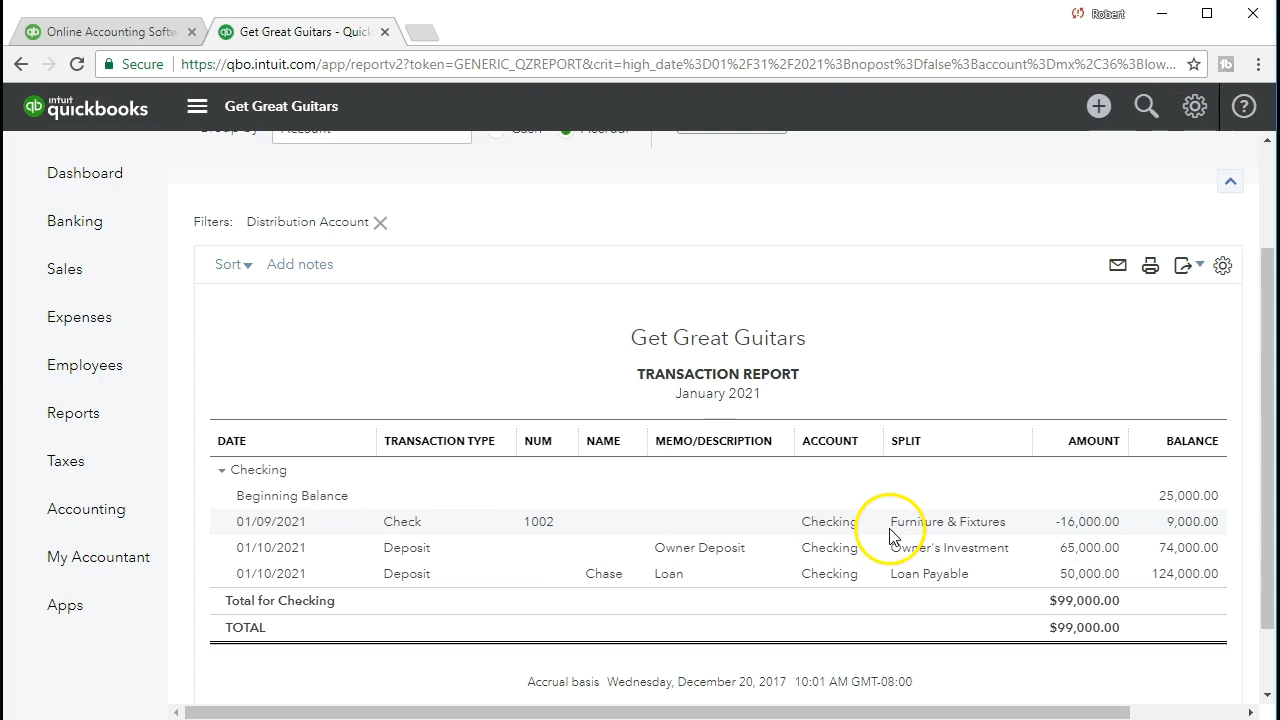 Robert
Online Accounting Softw
Get Great Guitars - Quick
Secure https://qbo.intuit.com/app/reportv2?token=GENERIC_QZREPORT&crit=high_date%3D01%2F31%2F2021%3Bnopost%3Dfalse%3Baccount%3Dmx%2C36%3Blow...
qb intuit quickbooks Get Great Guitars
Group by Account Cash Accrual
Dashboard
Banking
Sales
Expenses
Employees
Reports
Taxes
Accounting
My Accountant
Apps
Filters: Distribution Account
Sort Add notes
Get Great Guitars
TRANSACTION REPORT
January 2021
DATE TRANSACTION TYPE NUM NAME MEMO/DESCRIPTION ACCOUNT SPLIT AMOUNT BALANCE
Checking
Beginning Balance 25,000.00
01/09/2021 Check 1002 Checking Furniture & Fixtures -16,000.00 9,000.00
01/10/2021 Deposit Owner Deposit Checking Owner's Investment 65,000.00 74,000.00
01/10/2021 Deposit Chase Loan Checking Loan Payable 50,000.00 124,000.00
Total for Checking $99,000.00
TOTAL $99,000.00
Accrual basis Wednesday, December 20, 2017 10:01 AM GMT-08:00